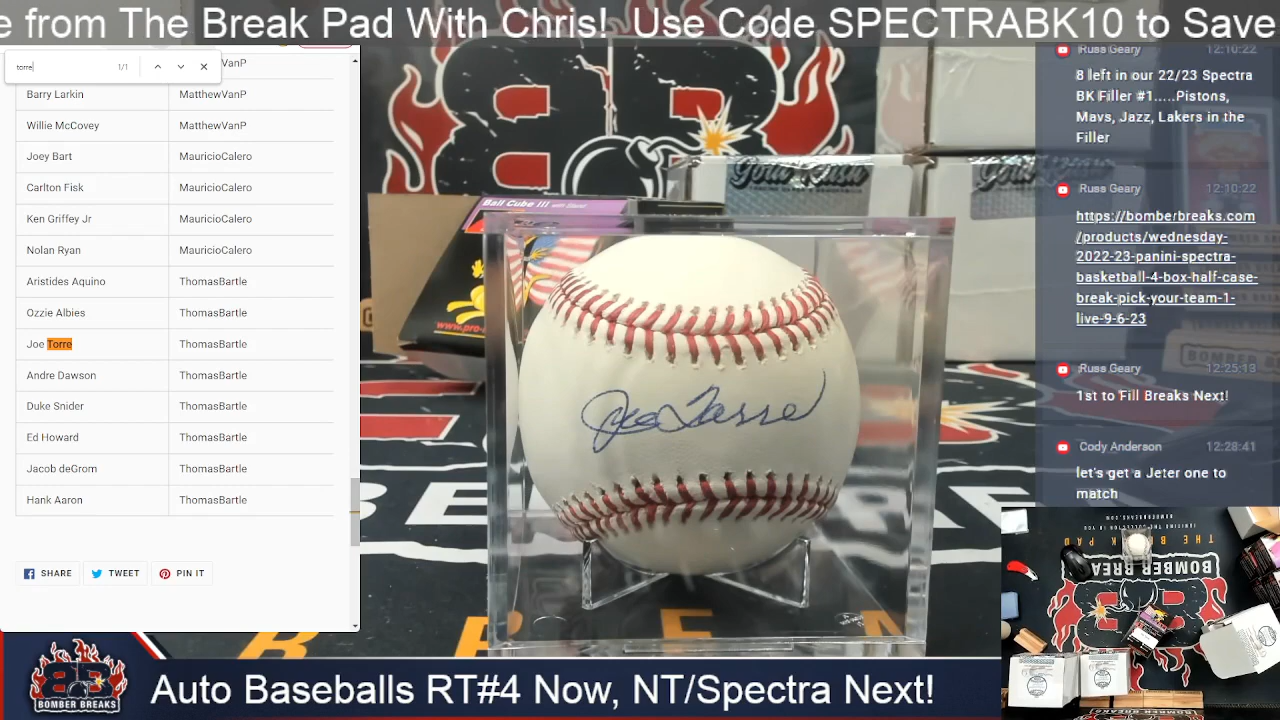 e from The Break Pad With Chris! Use Code SPECTRABK10 to Save
torre
1/1
VanP
Barry Larkin MatthewVanP
Willie McCovey MatthewVanP
Joey Bart MauricioCalero
Carlton Fisk MauricioCalero
Ken Griffey Jr MauricioCalero
Nolan Ryan MauricioCalero
Aristides Aquino ThomasBartle
Ozzie Albies ThomasBartle
Joe Torre ThomasBartle
Andre Dawson ThomasBartle
Duke Snider ThomasBartle
Ed Howard ThomasBartle
Jacob deGrom ThomasBartle
Hank Aaron ThomasBartle
SHARE TWEET PIN IT
Ball Cube III
Gold Rush
Joe Torre
Russ Geary 12:10:22
8 left in our 22/23 Spectra
BK Filler #1.....Pistons,
Mavs, Jazz, Lakers in the
Filler
Russ Geary 12:10:22
https://bomberbreaks.com
/products/wednesday-
2022-23-panini-spectra-
basketball-4-box-half-case-
break-pick-your-team-1-
live-9-6-23
Russ Geary 12:25:13
1st to Fill Breaks Next!
Cody Anderson 12:28:41
let's get a Jeter one to
match
BOMBER BREAKS
BOMBER BREAKS
Auto Baseballs RT#4 Now, NT/Spectra Next!